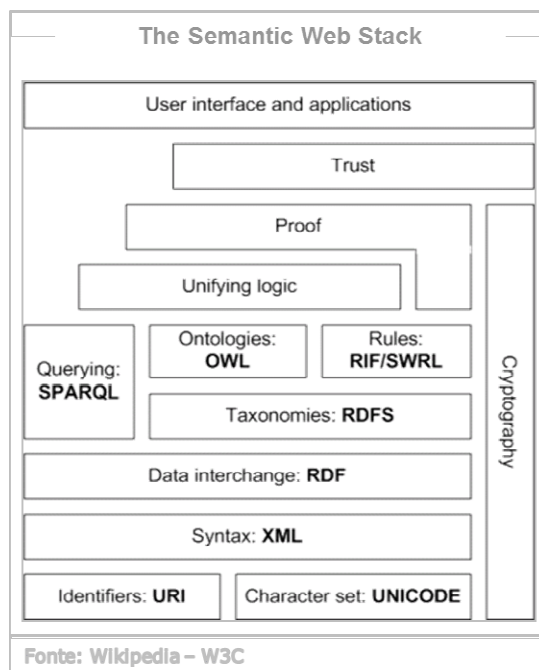 The Semantic Web Stack
User interface and applications
Trust
Proof
Unifying logic
Querying:
SPARQL
Ontologies:
OWL
Rules:
RIF/SWRL
Taxonomies: RDFS
Data interchange: RDF
Syntax: XML
Identifiers: URI
Character set: UNICODE
Cryptography
Fonte: Wikipedia – W3C